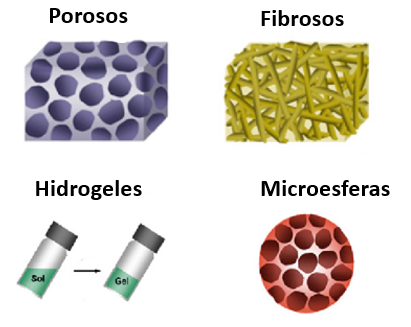 Porosos
Fibrosos
Hidrogeles
Microesferas
Sol
Gel